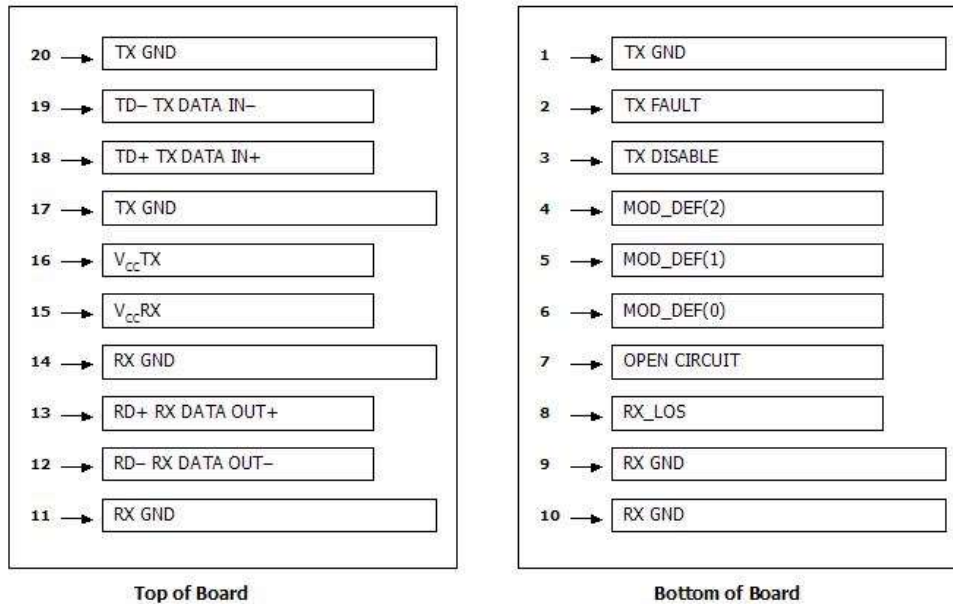 20 TX GND
19 TD– TX DATA IN–
18 TD+ TX DATA IN+
17 TX GND
16 VCCTX
15 VCCRX
14 RX GND
13 RD+ RX DATA OUT+
12 RD– RX DATA OUT–
11 RX GND
Top of Board
1 TX GND
2 TX FAULT
3 TX DISABLE
4 MOD_DEF(2)
5 MOD_DEF(1)
6 MOD_DEF(0)
7 OPEN CIRCUIT
8 RX_LOS
9 RX GND
10 RX GND
Bottom of Board